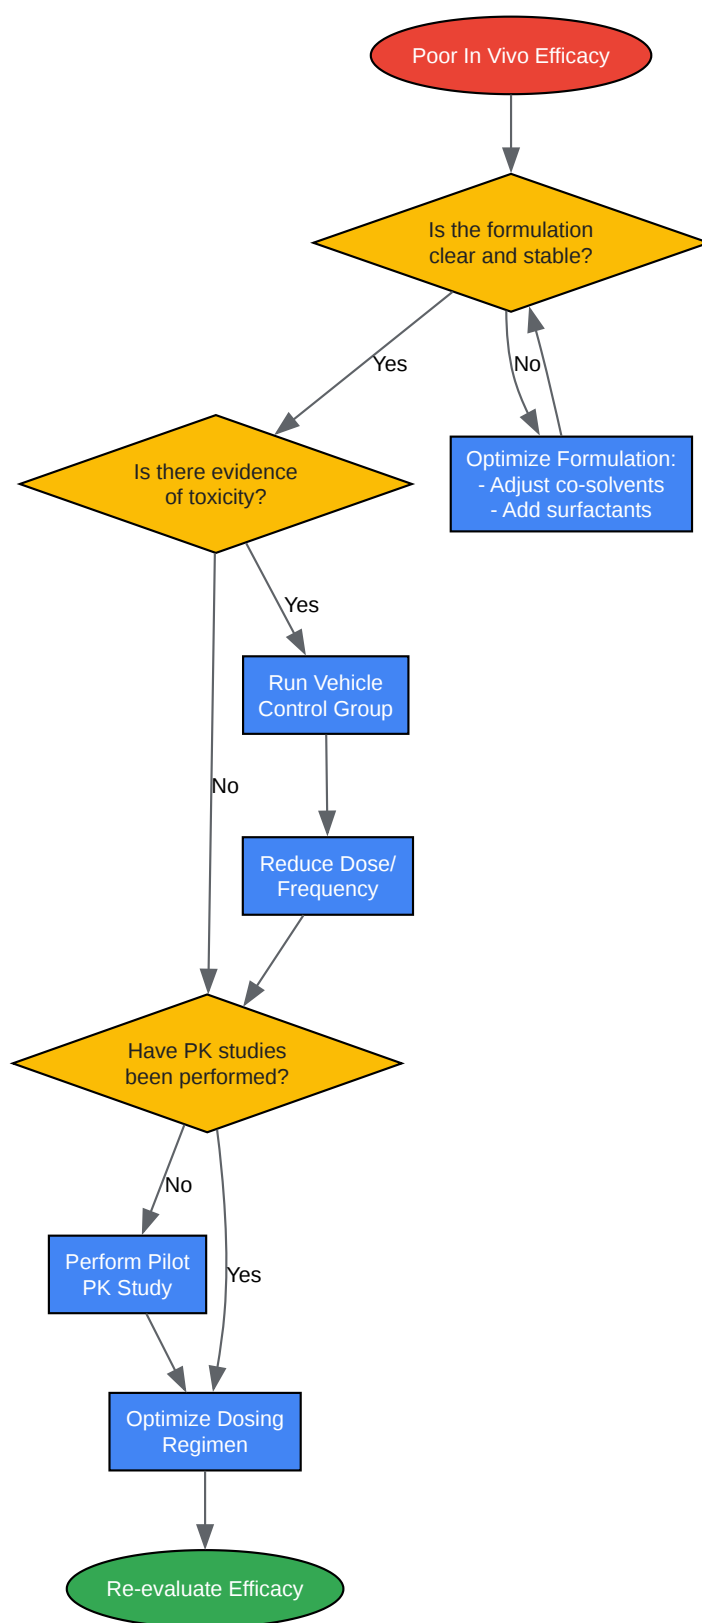 Poor In Vivo Efficacy
Is the formulation
clear and stable?
Yes
No
Optimize Formulation:
- Adjust co-solvents
- Add surfactants
Is there evidence
of toxicity?
Yes
Run Vehicle
Control Group
No
Reduce Dose/
Frequency
Have PK studies
been performed?
No
Perform Pilot
PK Study
Yes
Optimize Dosing
Regimen
Re-evaluate Efficacy